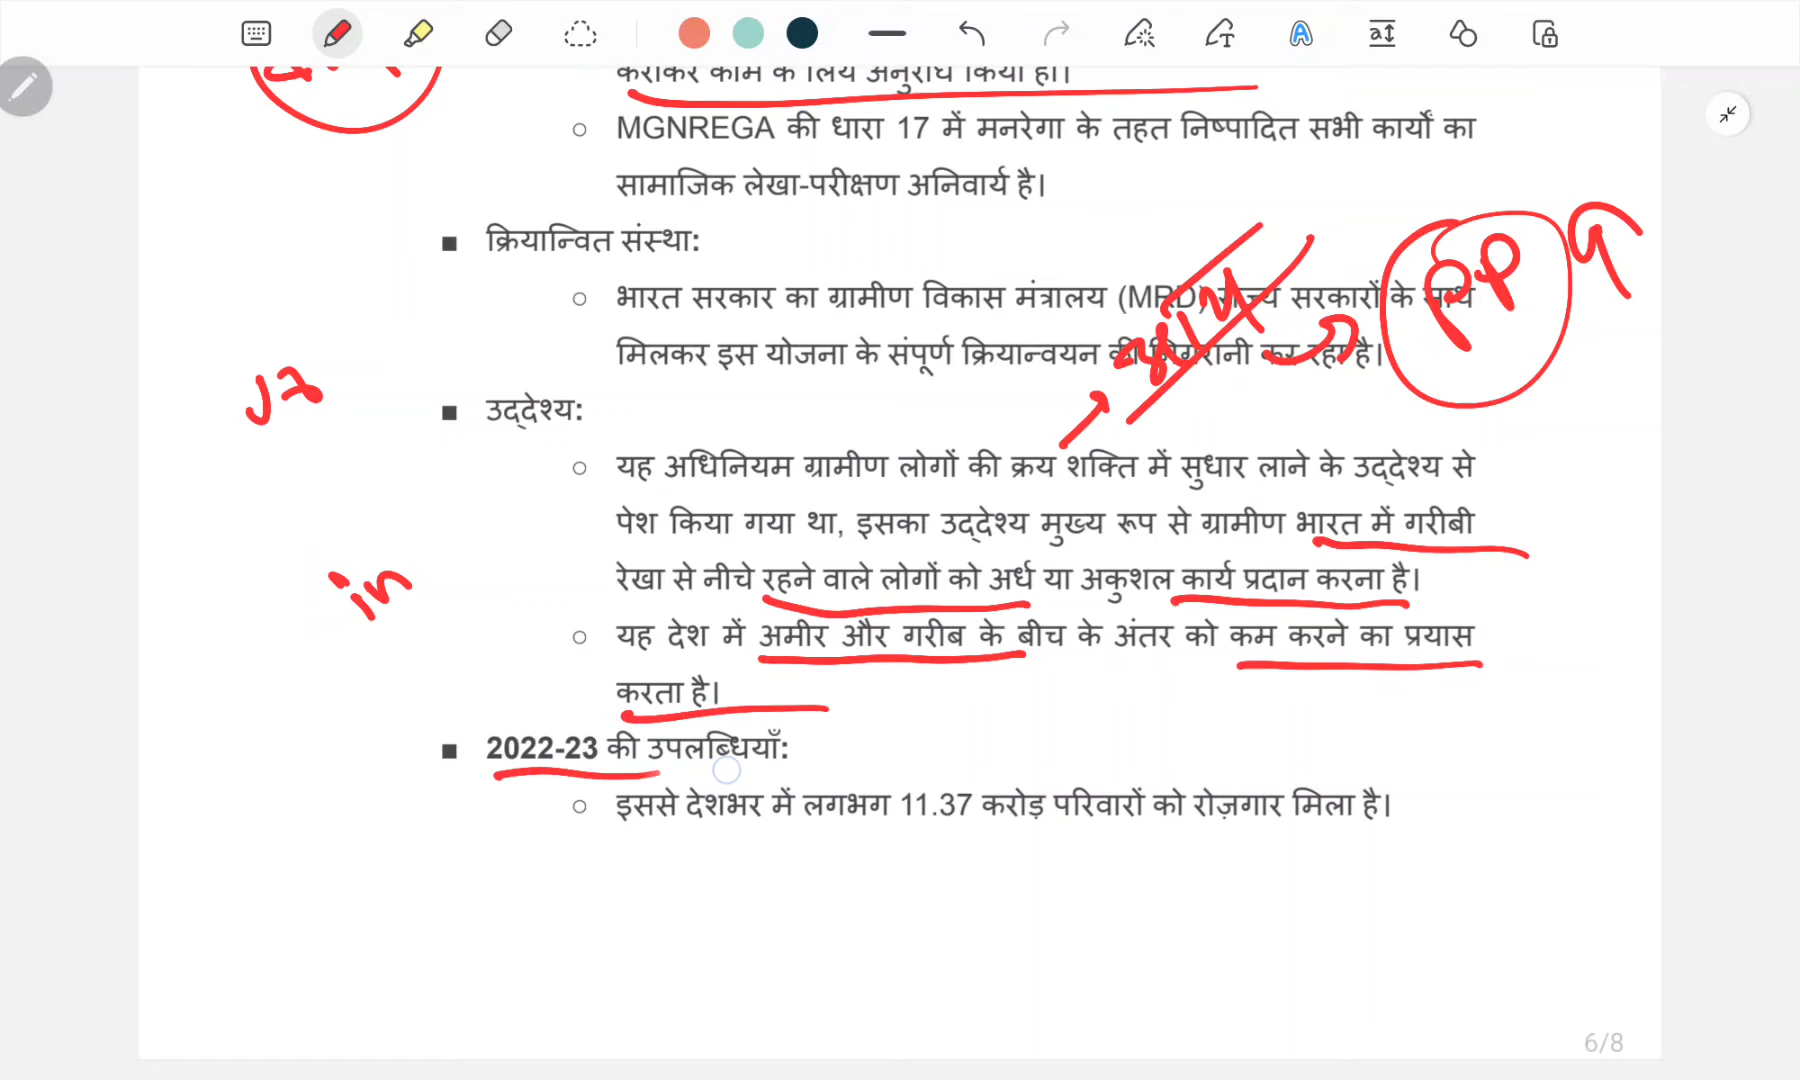 कराकर काम के लिये अनुरोध किया हो।
MGNREGA की धारा 17 में मनरेगा के तहत निष्पादित सभी कार्यों का
सामाजिक लेखा-परीक्षण अनिवार्य है।
क्रियान्वित संस्था:
भारत सरकार का ग्रामीण विकास मंत्रालय (MRD) राज्य सरकारों के साथ
मिलकर इस योजना के संपूर्ण क्रियान्वयन की निगरानी कर रहा है।
उद्देश्य:
यह अधिनियम ग्रामीण लोगों की क्रय शक्ति में सुधार लाने के उद्देश्य से
पेश किया गया था, इसका उद्देश्य मुख्य रूप से ग्रामीण भारत में गरीबी
रेखा से नीचे रहने वाले लोगों को अर्ध या अकुशल कार्य प्रदान करना है।
in
यह देश में अमीर और गरीब के बीच के अंतर को कम करने का प्रयास
करता है।
2022-23 की उपलब्धियाँ:
इससे देशभर में लगभग 11.37 करोड़ परिवारों को रोज़गार मिला है।
6/8